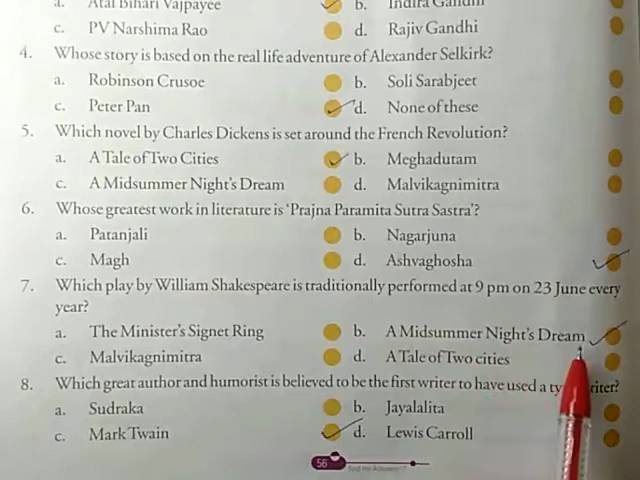 a. Atal Bihari Vajpayee b. Indira Gandhi
c. PV Narshima Rao d. Rajiv Gandhi
4. Whose story is based on the real life adventure of Alexander Selkirk?
a. Robinson Crusoe b. Soli Sarabjeet
c. Peter Pan d. None of these
5. Which novel by Charles Dickens is set around the French Revolution?
a. A Tale of Two Cities b. Meghadutam
c. A Midsummer Night's Dream d. Malvikagnimitra
6. Whose greatest work in literature is 'Prajna Paramita Sutra Sastra'?
a. Patanjali b. Nagarjuna
c. Magh d. Ashvaghosha
7. Which play by William Shakespeare is traditionally performed at 9 pm on 23 June every
year?
a. The Minister's Signet Ring b. A Midsummer Night's Dream
c. Malvikagnimitra d. A Tale of Two cities
8. Which great author and humorist is believed to be the first writer to have used a ty riter?
a. Sudraka b. Jayalalita
c. Mark Twain d. Lewis Carroll
56